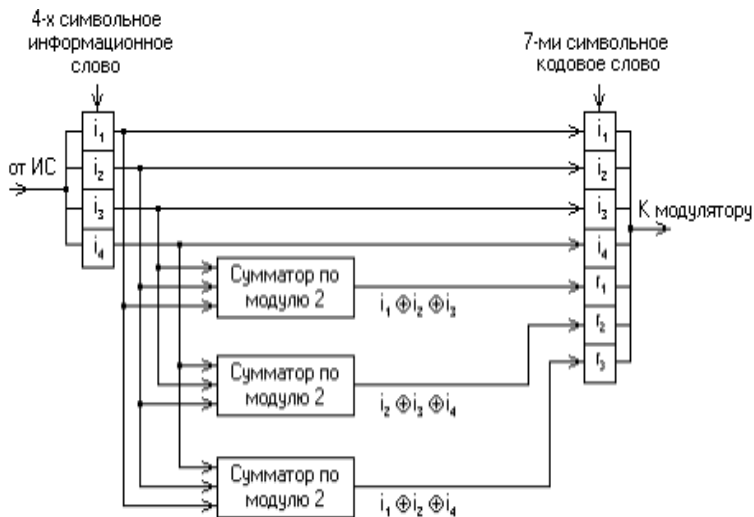 4-х символьное
информационное
слово
7-ми символьное
кодовое слово
i₁
i₂
i₃
i₄
от ИС
i₁
i₂
i₃
i₄
r₁
r₂
r₃
К модулятору
Сумматор по
модулю 2
i₁ ⊕ i₂ ⊕ i₃
Сумматор по
модулю 2
i₂ ⊕ i₃ ⊕ i₄
Сумматор по
модулю 2
i₁ ⊕ i₂ ⊕ i₄